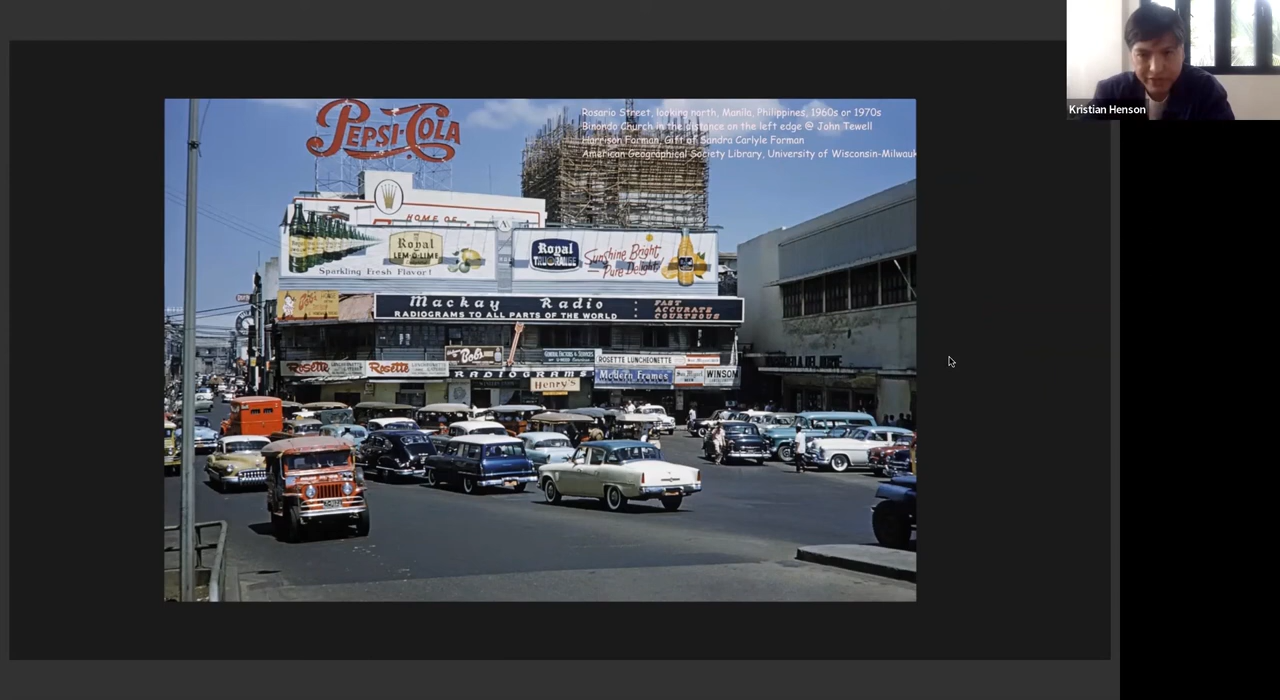 Kristian Henson
Rosario Street, looking north, Manila, Philippines, 1960s or 1970s
Binondo Church in the distance on the left edge @ John Tewell
Harrison Forman, Gift of Sandra Carlyle Forman
American Geographical Society Library, University of Wisconsin-Milwauk
PEPSI-COLA
HOME OF
Royal
LEM-O-LIME
Sparkling Fresh Flavor!
Royal
TRU-ORANGE
Sunshine Bright
Pure Delight
Mackay Radio
RADIOGRAMS TO ALL PARTS OF THE WORLD
FAST
ACCURATE
COURTEOUS
Bob's
ROSETTE LUNCHEONETTE
Rosette
Rosette
RADIOGRAMS
Modern Frames
San Miguel
WINSON
Henry's